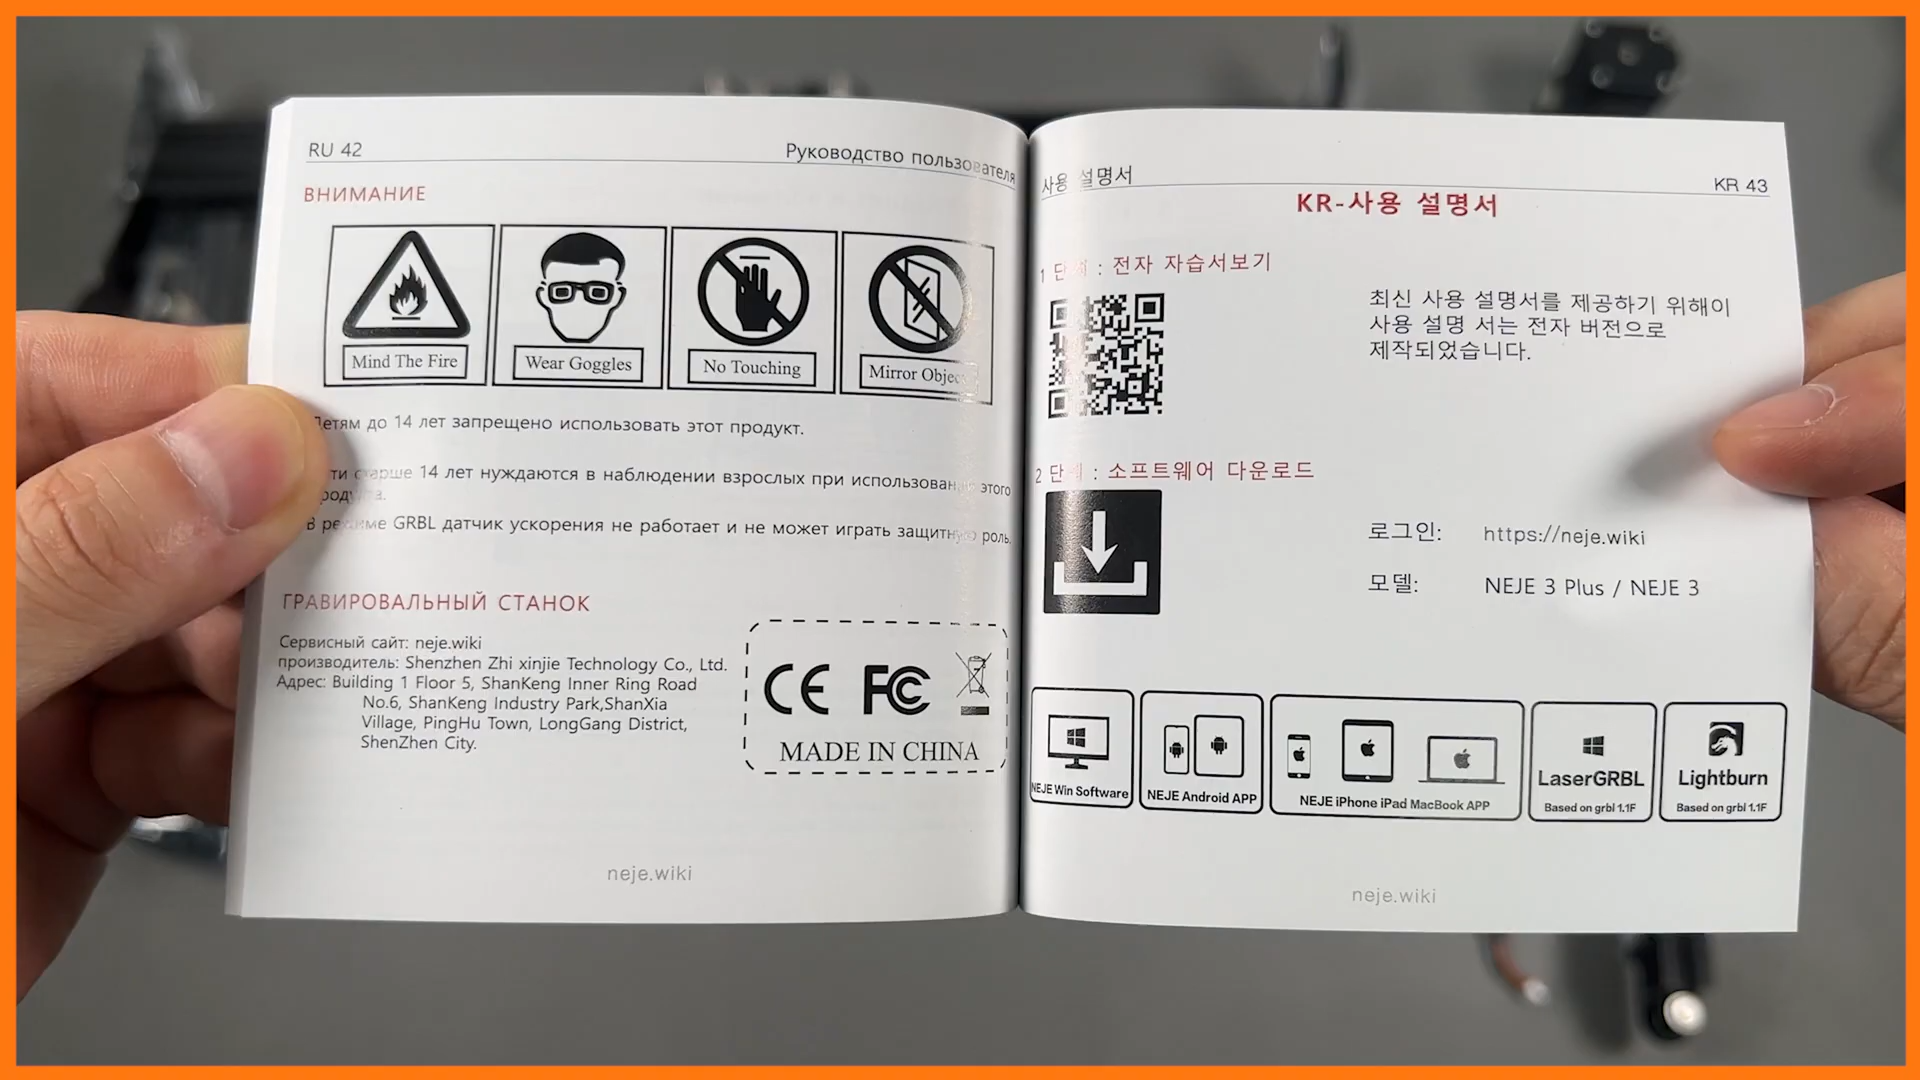 RU 42
Руководство пользователя
ВНИМАНИЕ
Mind The Fire
Wear Goggles
No Touching
Mirror Object
Детям до 14 лет запрещено использовать этот продукт.
старше 14 лет нуждаются в наблюдении взрослых при использовании этого
продукта.
В режиме GRBL датчик ускорения не работает и не может играть защитную роль.
ГРАВИРОВАЛЬНЫЙ СТАНОК
Сервисный сайт: neje.wiki
производитель: Shenzhen Zhi xinjie Technology Co., Ltd.
Адрес: Building 1 Floor 5, ShanKeng Inner Ring Road
No.6, ShanKeng Industry Park,ShanXia
Village, PingHu Town, LongGang District,
ShenZhen City.
CE FC
MADE IN CHINA
neje.wiki
사용 설명서
KR 43
KR-사용 설명서
1 단계 : 전자 자습서보기
최신 사용 설명서를 제공하기 위해이
사용 설명 서는 전자 버전으로
제작되었습니다.
2 단계 : 소프트웨어 다운로드
로그인: https://neje.wiki
모델: NEJE 3 Plus / NEJE 3
NEJE Win Software
NEJE Android APP
NEJE iPhone iPad MacBook APP
LaserGRBL
Based on grbl 1.1F
Lightburn
Based on grbl 1.1F
neje.wiki